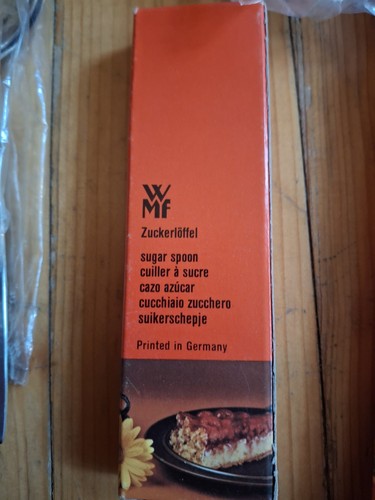 WMF
Zuckerlöffel
sugar spoon
cuiller à sucre
cazo azúcar
cucchiaio zucchero
suikerschepje
Printed in Germany